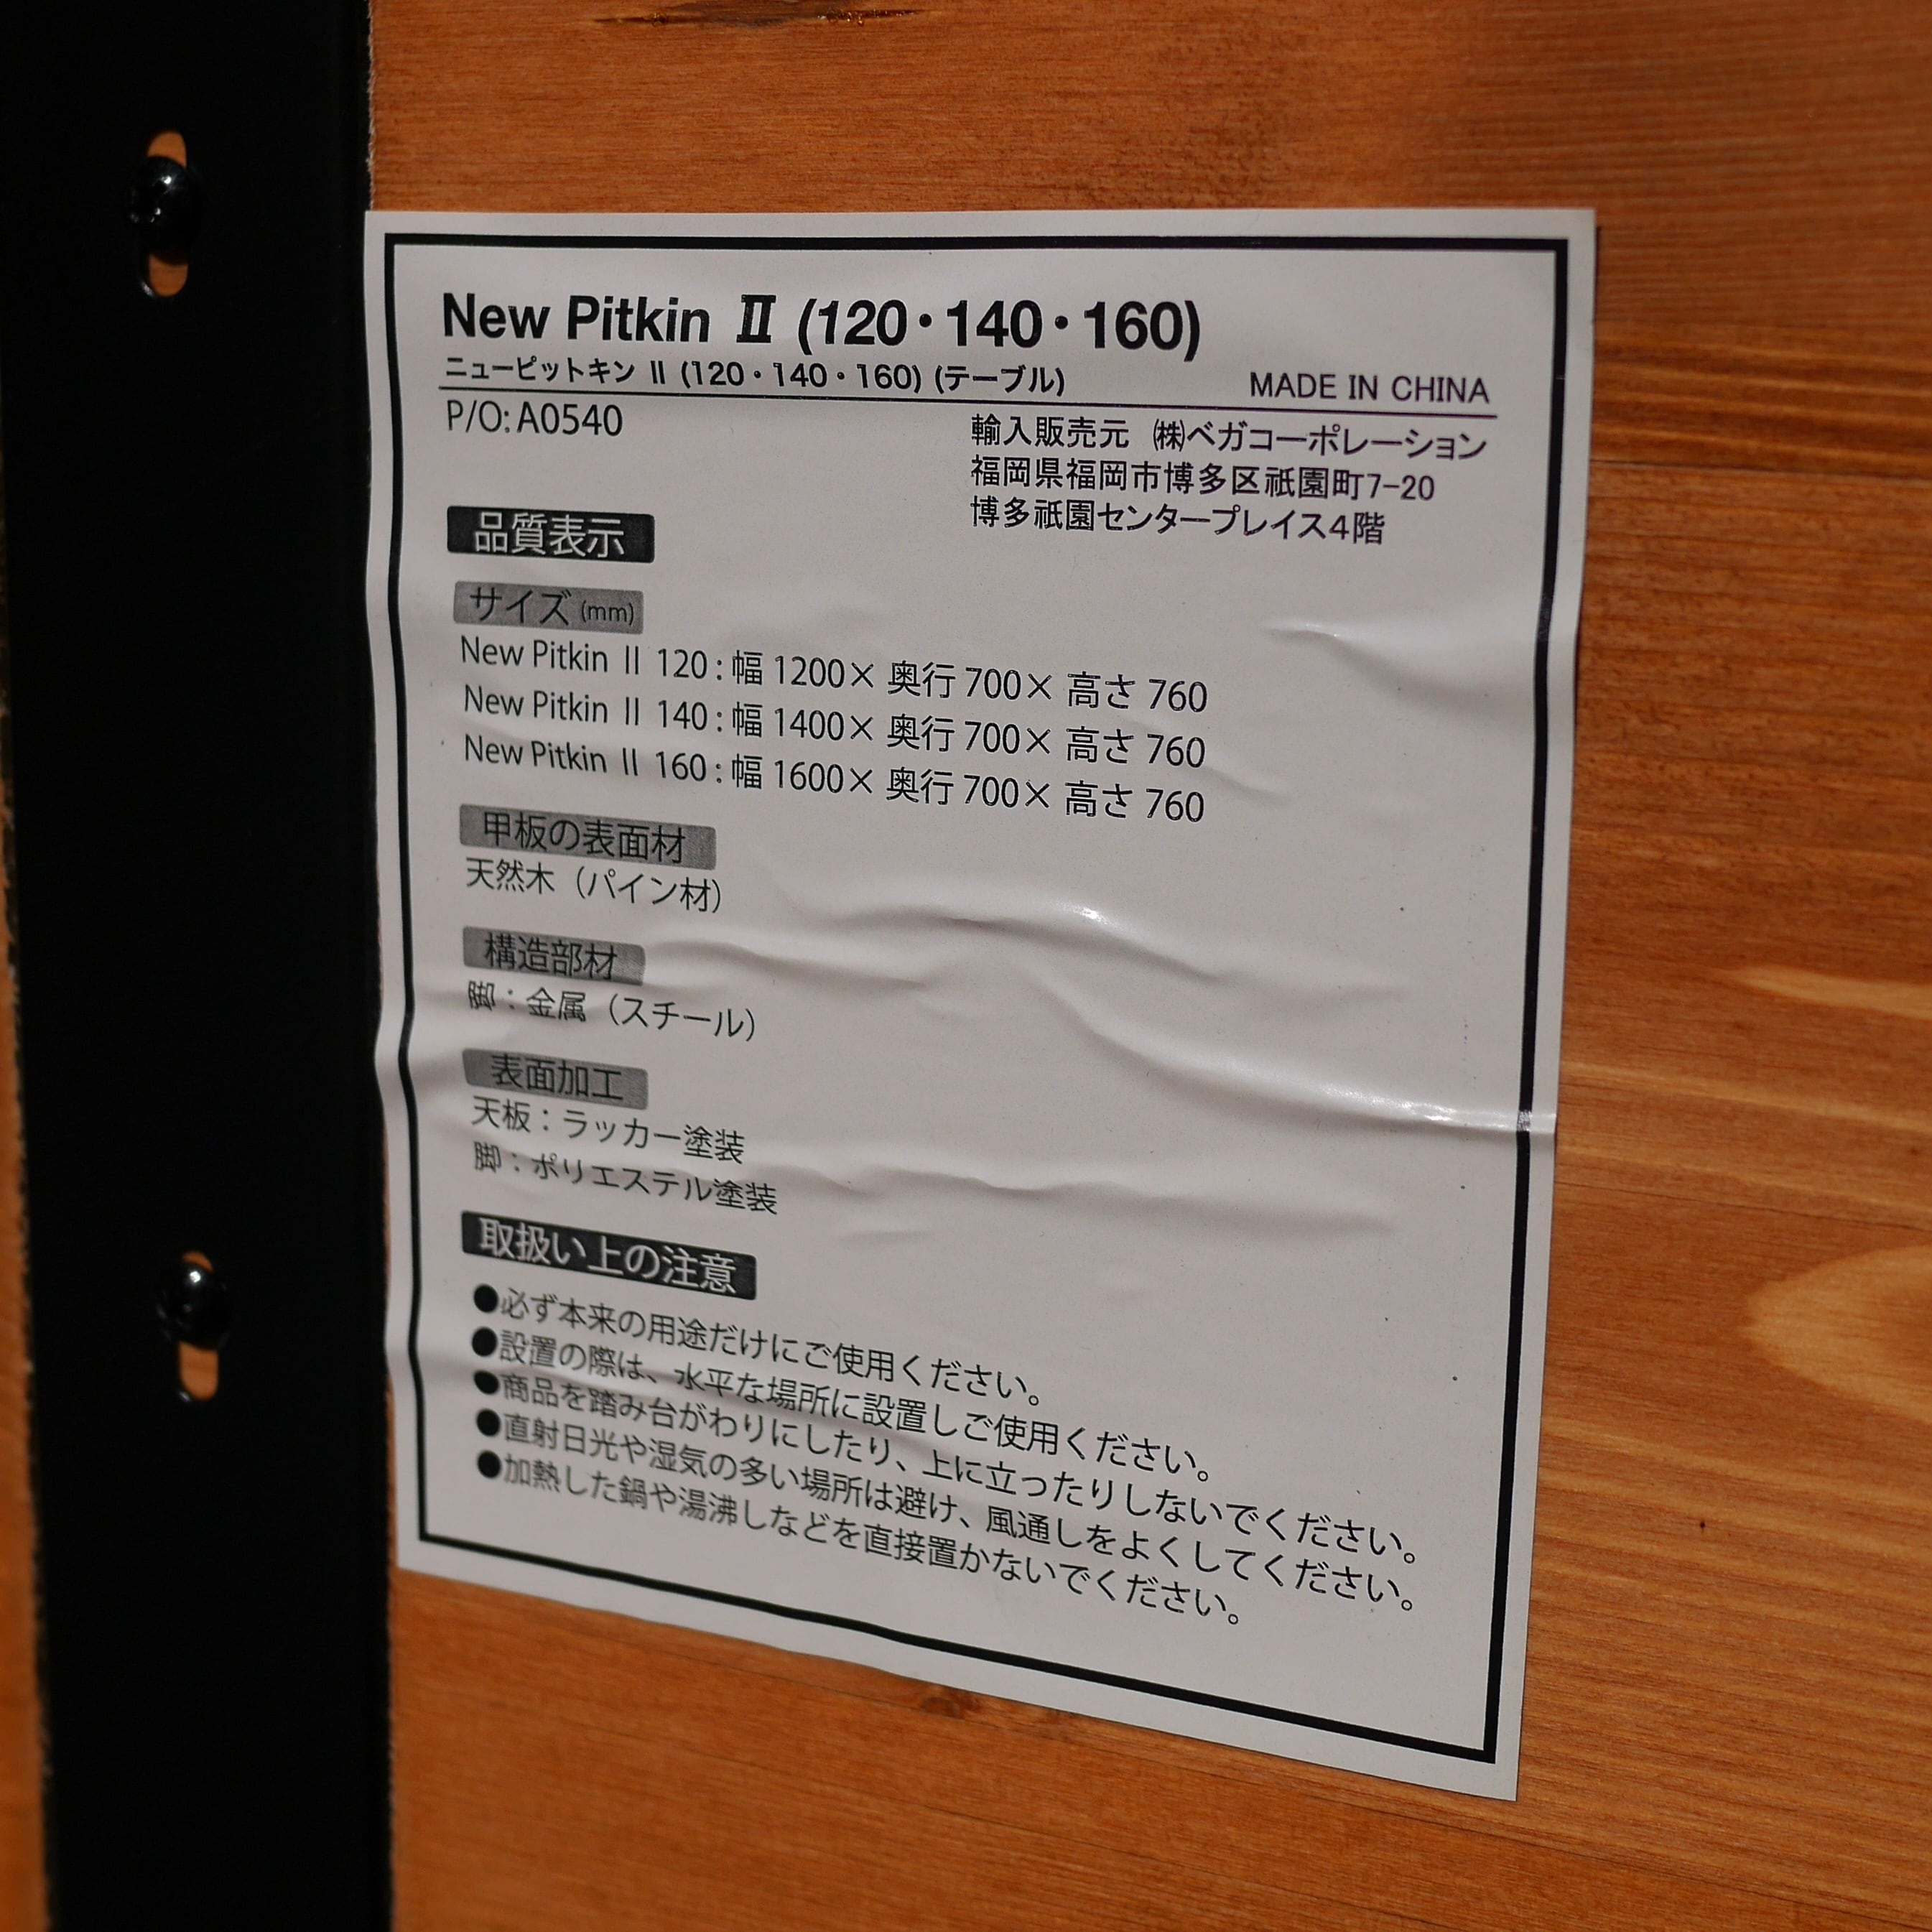 New Pitkin Ⅱ (120・140・160)
ニューピットキン Ⅱ (120・140・160) (テーブル)
MADE IN CHINA
P/O: A0540
輸入販売元 ㈱ベガコーポレーション
福岡県福岡市博多区祇園町7-20
博多祇園センタープレイス4階
品質表示
サイズ(mm)
New Pitkin Ⅱ 120 : 幅 1200× 奥行 700× 高さ 760
New Pitkin Ⅱ 140 : 幅 1400× 奥行 700× 高さ 760
New Pitkin Ⅱ 160 : 幅 1600× 奥行 700× 高さ 760
甲板の表面材
天然木（パイン材）
構造部材
脚：金属（スチール）
表面加工
天板：ラッカー塗装
脚：ポリエステル塗装
取扱い上の注意
●必ず本来の用途だけにご使用ください。
●設置の際は、水平な場所に設置しご使用ください。
●商品を踏み台がわりにしたり、上に立ったりしないでください。
●直射日光や湿気の多い場所は避け、風通しをよくしてください。
●加熱した鍋や湯沸しなどを直接置かないでください。